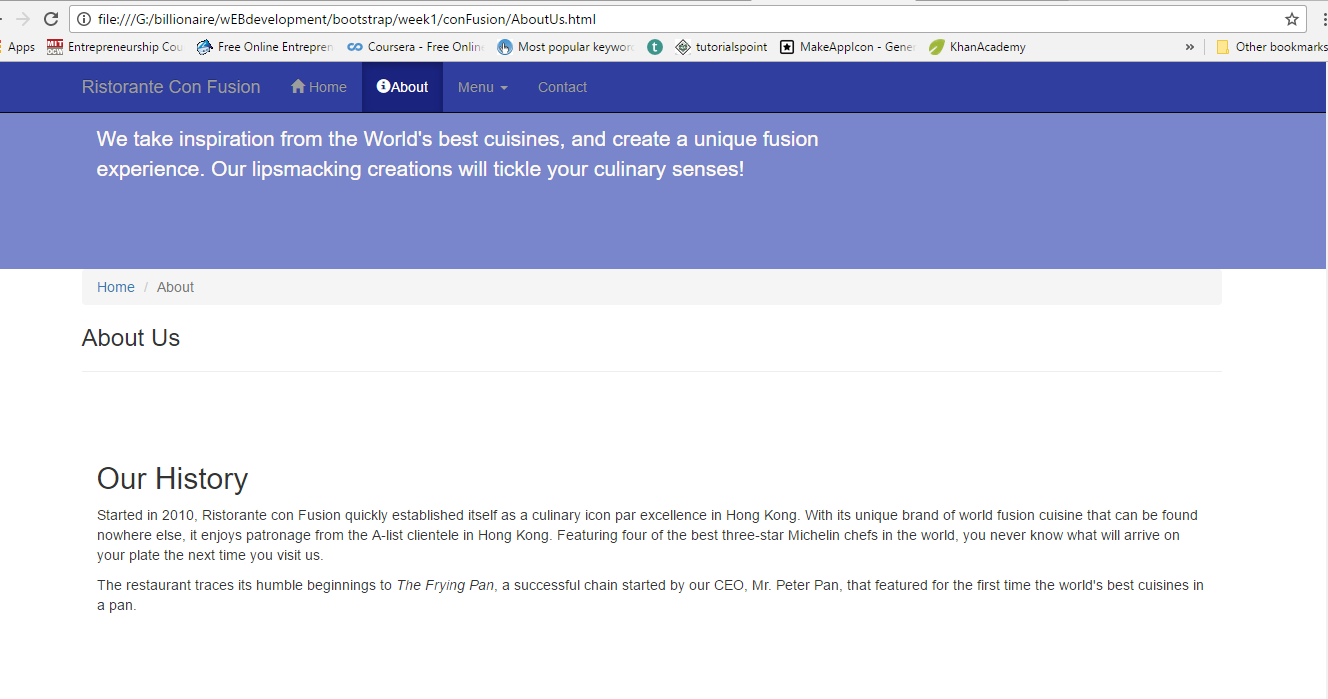 file:///G:/billionaire/wEBdevelopment/bootstrap/week1/conFusion/AboutUs.html
Apps MIT OCW Entrepreneurship Cou Free Online Entrepren Coursera - Free Onlin Most popular keywor t tutorialspoint MakeAppIcon - Gener KhanAcademy » Other bookmarks
Ristorante Con Fusion Home About Menu Contact
We take inspiration from the World's best cuisines, and create a unique fusion
experience. Our lipsmacking creations will tickle your culinary senses!
Home / About
About Us
Our History
Started in 2010, Ristorante con Fusion quickly established itself as a culinary icon par excellence in Hong Kong. With its unique brand of world fusion cuisine that can be found
nowhere else, it enjoys patronage from the A-list clientele in Hong Kong. Featuring four of the best three-star Michelin chefs in the world, you never know what will arrive on
your plate the next time you visit us.
The restaurant traces its humble beginnings to The Frying Pan, a successful chain started by our CEO, Mr. Peter Pan, that featured for the first time the world's best cuisines in
a pan.